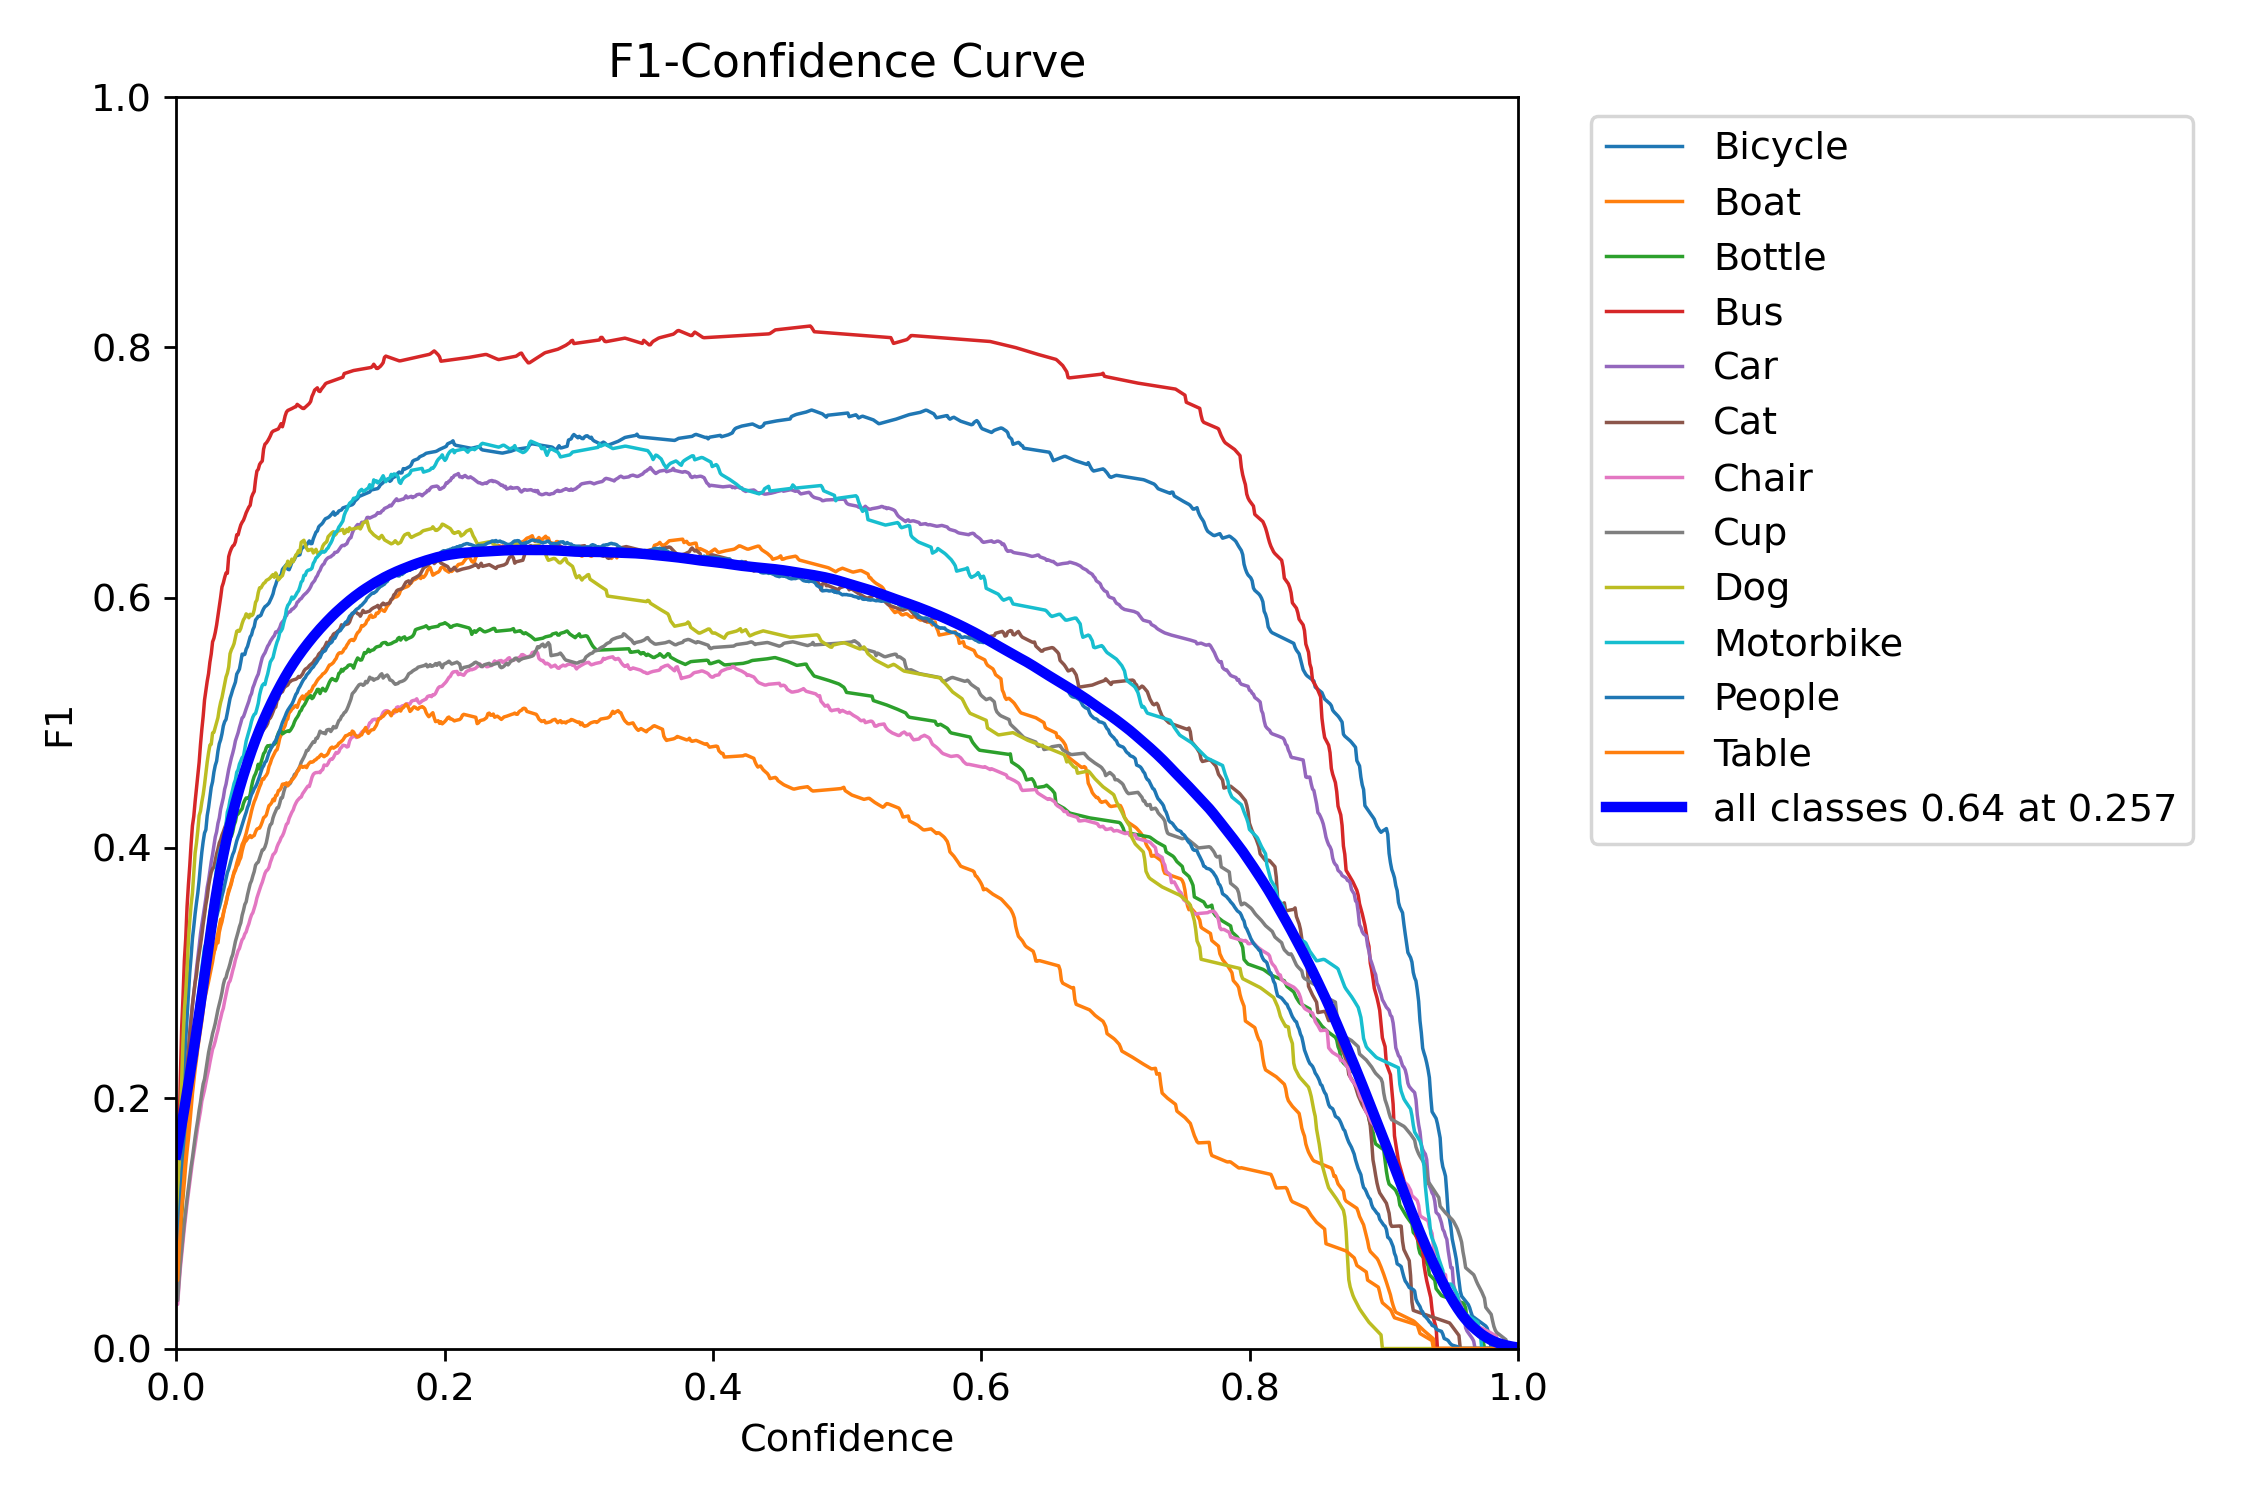 F1-Confidence Curve
1.0
0.8
0.6
0.4
0.2
0.0
F1
0.0 0.2 0.4 0.6 0.8 1.0
Confidence
Bicycle
Boat
Bottle
Bus
Car
Cat
Chair
Cup
Dog
Motorbike
People
Table
all classes 0.64 at 0.257